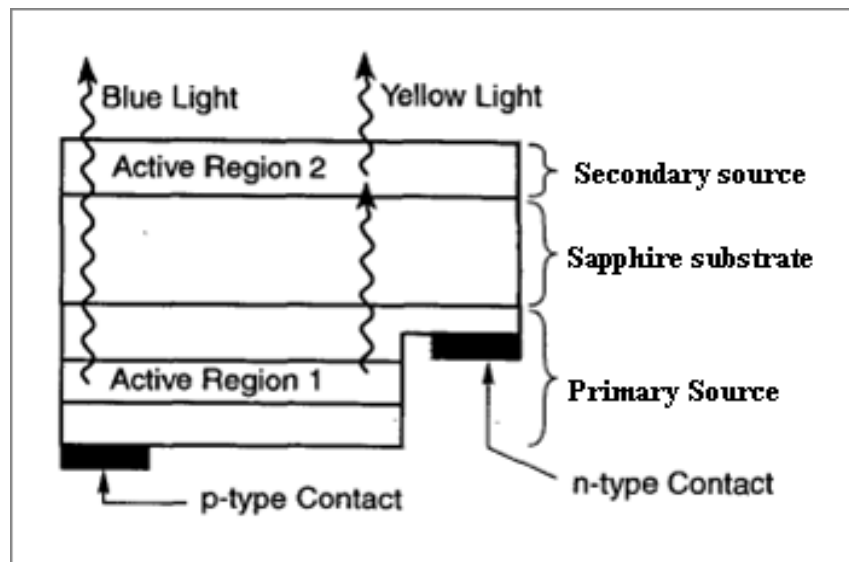 Blue Light
Yellow Light
Active Region 2
Secondary source
Sapphire substrate
Active Region 1
Primary Source
p-type Contact
n-type Contact